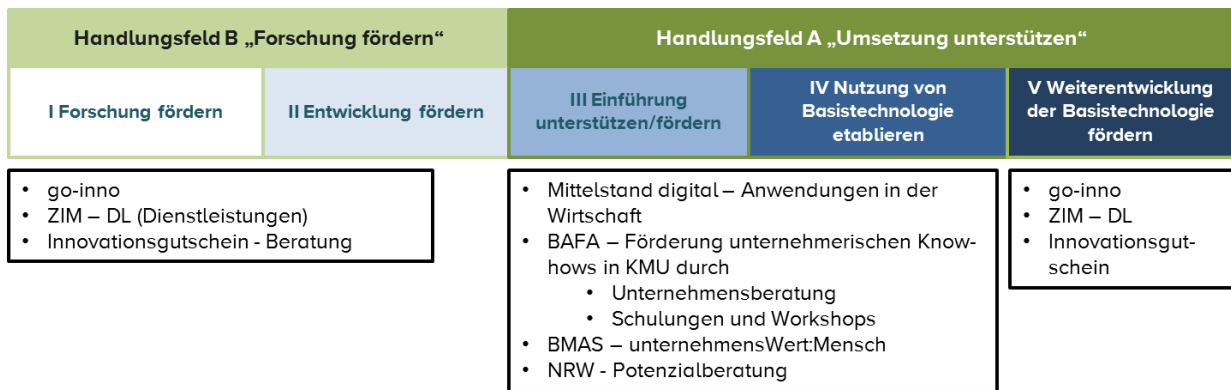 Handlungsfeld B „Forschung fördern“
Handlungsfeld A „Umsetzung unterstützen“
I Forschung fördern
II Entwicklung fördern
III Einführung
unterstützen/fördern
IV Nutzung von
Basistechnologie
etablieren
V Weiterentwicklung
der Basistechnologie
fördern
• go-inno
• ZIM – DL (Dienstleistungen)
• Innovationsgutschein - Beratung
• Mittelstand digital – Anwendungen in der
Wirtschaft
• BAFA – Förderung unternehmerischen Know-
hows in KMU durch
• Unternehmensberatung
• Schulungen und Workshops
• BMAS – unternehmensWert:Mensch
• NRW - Potenzialberatung
• go-inno
• ZIM – DL
• Innovationsgut-
schein